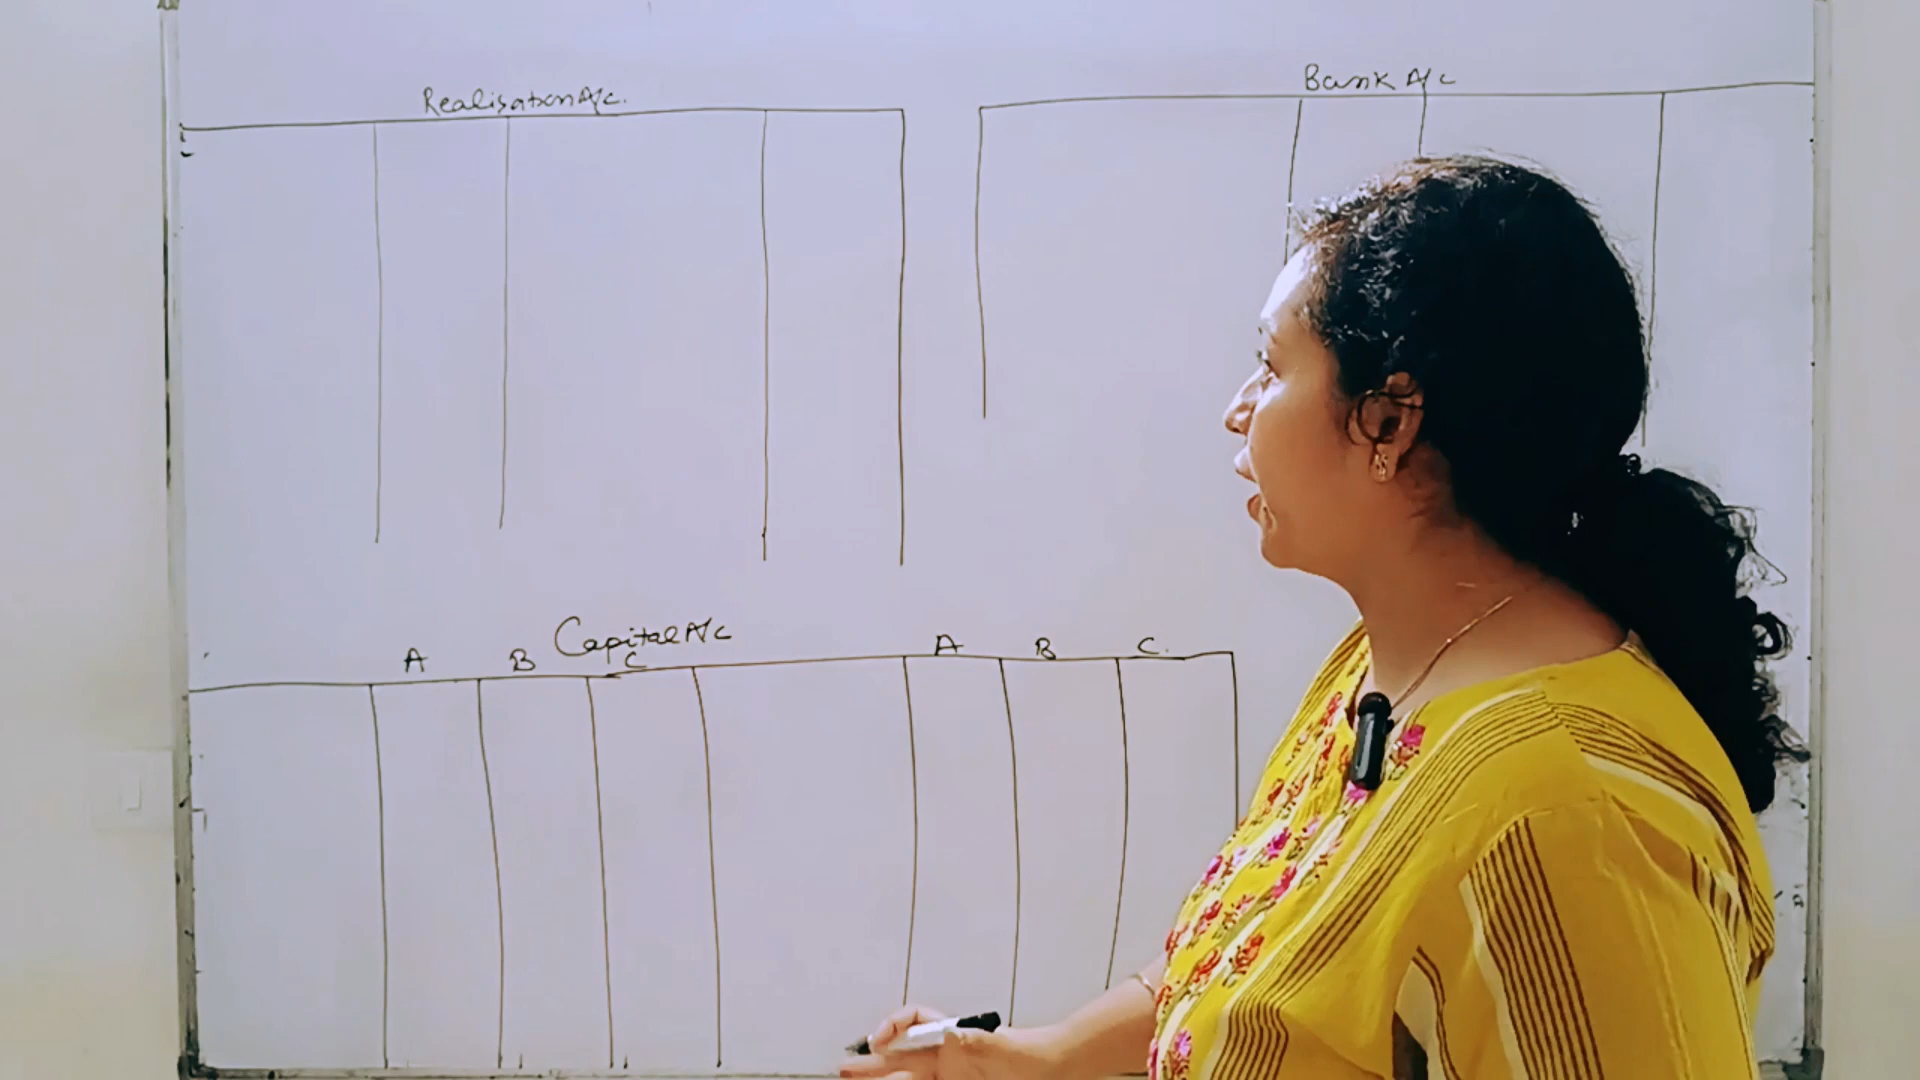 Realisation A/c.
Bank A/c
Capital A/c
A B C A B C.